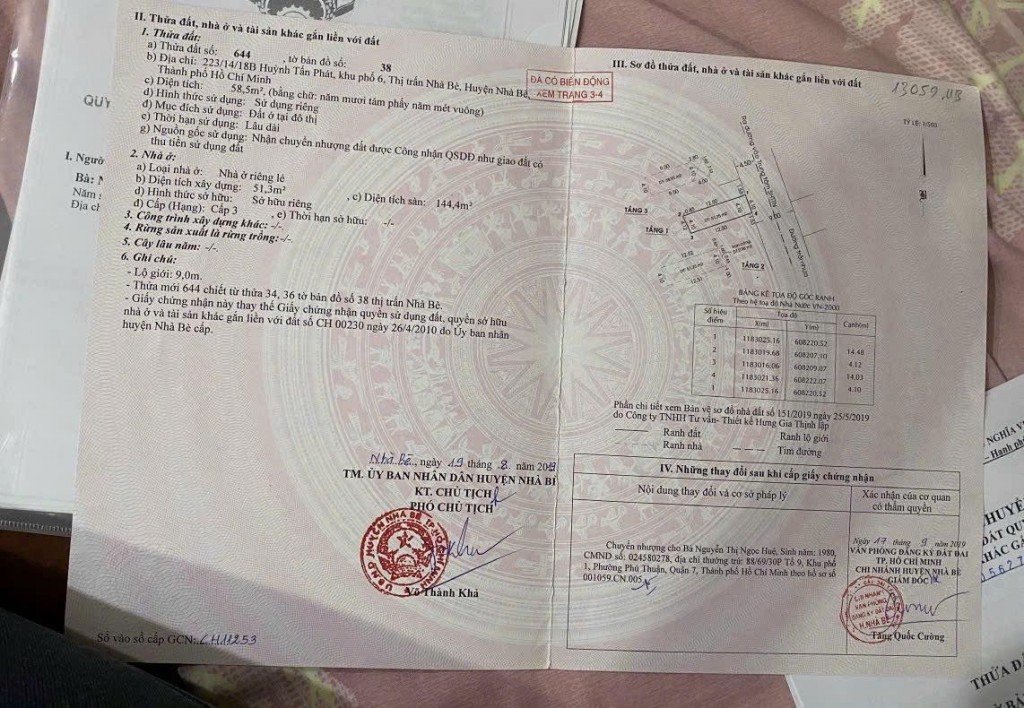 II. Thửa đất, nhà ở và tài sản khác gắn liền với đất
1. Thửa đất:
a) Thửa đất số: 644 , tờ bản đồ số: 38
b) Địa chỉ: 223/14/18B Huỳnh Tấn Phát, khu phố 6, Thị trấn Nhà Bè, Huyện Nhà Bè,
Thành phố Hồ Chí Minh
c) Diện tích: 58,5m², (bằng chữ: năm mươi tám phẩy năm mét vuông)
d) Hình thức sử dụng: Sử dụng riêng
đ) Mục đích sử dụng: Đất ở tại đô thị
e) Thời hạn sử dụng: Lâu dài
g) Nguồn gốc sử dụng: Nhận chuyển nhượng đất được Công nhận QSDĐ như giao đất có
thu tiền sử dụng đất
2. Nhà ở:
a) Loại nhà ở: Nhà ở riêng lẻ
b) Diện tích xây dựng: 51,3m² , c) Diện tích sàn: 144,4m²
d) Hình thức sở hữu: Sở hữu riêng
đ) Cấp (Hạng): Cấp 3 , e) Thời hạn sở hữu: -/-
3. Công trình xây dựng khác: -/-
4. Rừng sản xuất là rừng trồng:-/-
5. Cây lâu năm: -/-
6. Ghi chú:
- Lộ giới: 9,0m.
- Thửa mới 644 chiết từ thửa 34, 36 tờ bản đồ số 38 thị trấn Nhà Bè.
- Giấy chứng nhận này thay thế Giấy chứng nhận quyền sử dụng đất, quyền sở hữu
nhà ở và tài sản khác gắn liền với đất số CH 00230 ngày 26/4/2010 do Ủy ban nhân
huyện Nhà Bè cấp.
Nhà Bè, ngày 19 tháng 8 năm 2019
TM. ỦY BAN NHÂN DÂN HUYỆN NHÀ BÈ
KT. CHỦ TỊCH
PHÓ CHỦ TỊCH
Võ Thành Khả
Số vào sổ cấp GCN: CH11253
ĐÃ CÓ BIẾN ĐỘNG
XEM TRANG 3-4
III. Sơ đồ thửa đất, nhà ở và tài sản khác gắn liền với đất
13059.NB
TỶ LỆ: 1/500
TẦNG 3
TẦNG 1
TẦNG 2
BẢNG KÊ TỌA ĐỘ GÓC RANH
Theo hệ tọa độ Nhà Nước VN-2000
Số hiệu điểm Tọa độ Cạnh(m)
X(m) Y(m)
1 1183025.16 608220.52
14.48
2 1183019.68 608207.10
4.12
3 1183016.06 608209.07
14.03
4 1183021.36 608222.07
4.10
1 1183025.16 608220.52
Phần chi tiết xem Bản vẽ sơ đồ nhà đất số 151/2019 ngày 25/5/2019
do Công ty TNHH Tư vấn- Thiết kế Hưng Gia Thịnh lập
Ranh đất Ranh lộ giới
Ranh nhà Tim đường
IV. Những thay đổi sau khi cấp giấy chứng nhận
Nội dung thay đổi và cơ sở pháp lý
Xác nhận của cơ quan
có thẩm quyền
Chuyển nhượng cho Bà Nguyễn Thị Ngọc Huệ, Sinh năm: 1980,
CMND số: 024580278, địa chỉ thường trú: 88/69/30P Tổ 9, Khu phố
1, Phường Phú Thuận, Quận 7, Thành phố Hồ Chí Minh theo hồ sơ số
001059.CN.005
Ngày 17 tháng 9 năm 2019
VĂN PHÒNG ĐĂNG KÝ ĐẤT ĐAI
TP. HỒ CHÍ MINH
CHI NHÁNH HUYỆN NHÀ BÈ
GIÁM ĐỐC
Tăng Quốc Cường
QUY
I. Ngườ
Bà: N
Năm
Địa ch
NGHĨA V
Hạnh ph
HUYỀ
ĐẤT QU
KHÁC GẮ
THỬA Đ